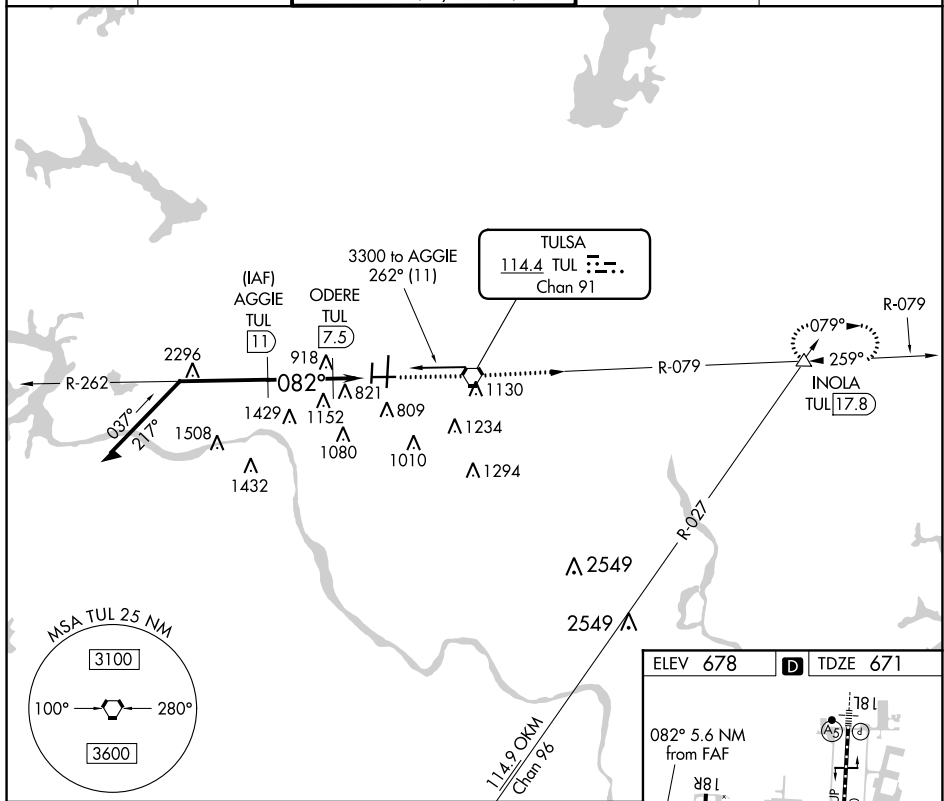 TULSA
114.4 TUL
Chan 91
3300 to AGGIE
262° (11)
(IAF)
AGGIE
TUL
11
ODERE
TUL
7.5
R-079
079°
259°
INOLA
TUL 17.8
R-079
R-262
2296
918
082°
821
1130
1429
1152
809
1234
037°
217°
1508
1080
1010
1432
1294
R-027
2549
2549
MSA TUL 25 NM
3100
100°
280°
3600
114.9 OKM
Chan 96
ELEV 678
D
TDZE 671
18L
A5
P
082° 5.6 NM
from FAF
18R
UP